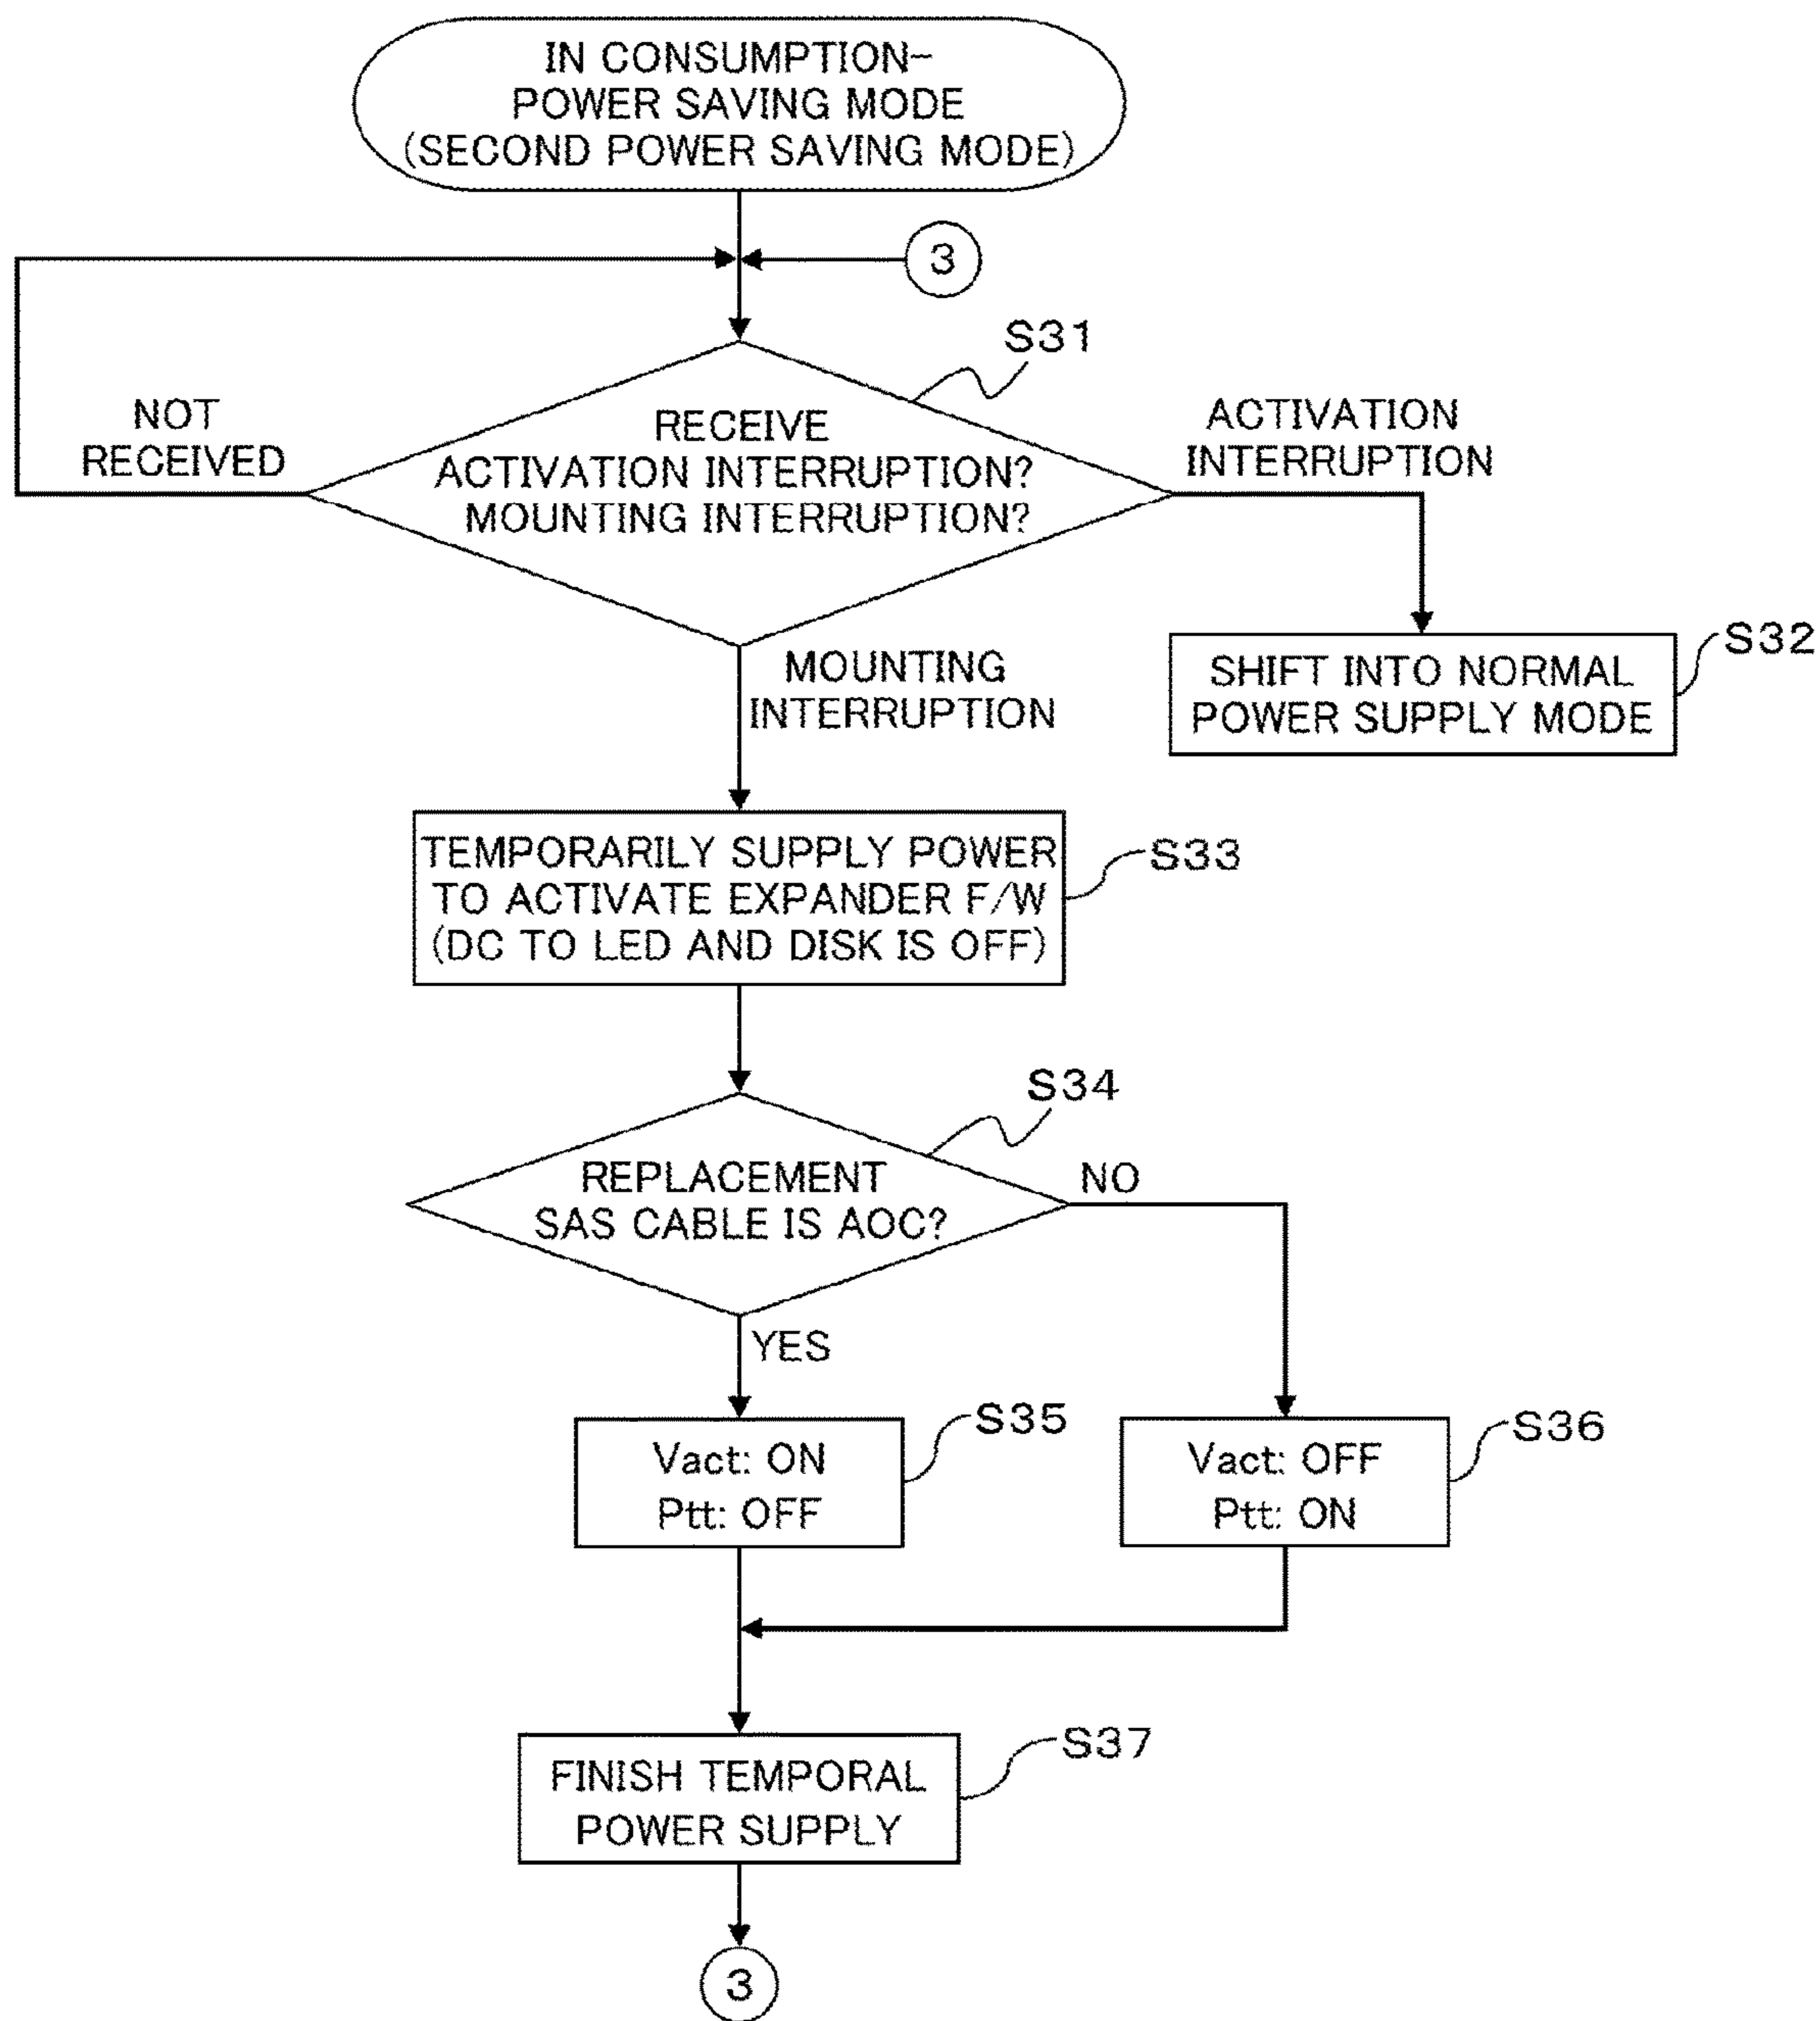 IN CONSUMPTION-
POWER SAVING MODE
(SECOND POWER SAVING MODE)
3
S31
NOT
RECEIVED
RECEIVE
ACTIVATION INTERRUPTION?
MOUNTING INTERRUPTION?
ACTIVATION
INTERRUPTION
S32
SHIFT INTO NORMAL
POWER SUPPLY MODE
MOUNTING
INTERRUPTION
S33
TEMPORARILY SUPPLY POWER
TO ACTIVATE EXPANDER F/W
(DC TO LED AND DISK IS OFF)
S34
REPLACEMENT
SAS CABLE IS AOC?
NO
YES
S35
Vact: ON
Ptt: OFF
S36
Vact: OFF
Ptt: ON
S37
FINISH TEMPORAL
POWER SUPPLY
3